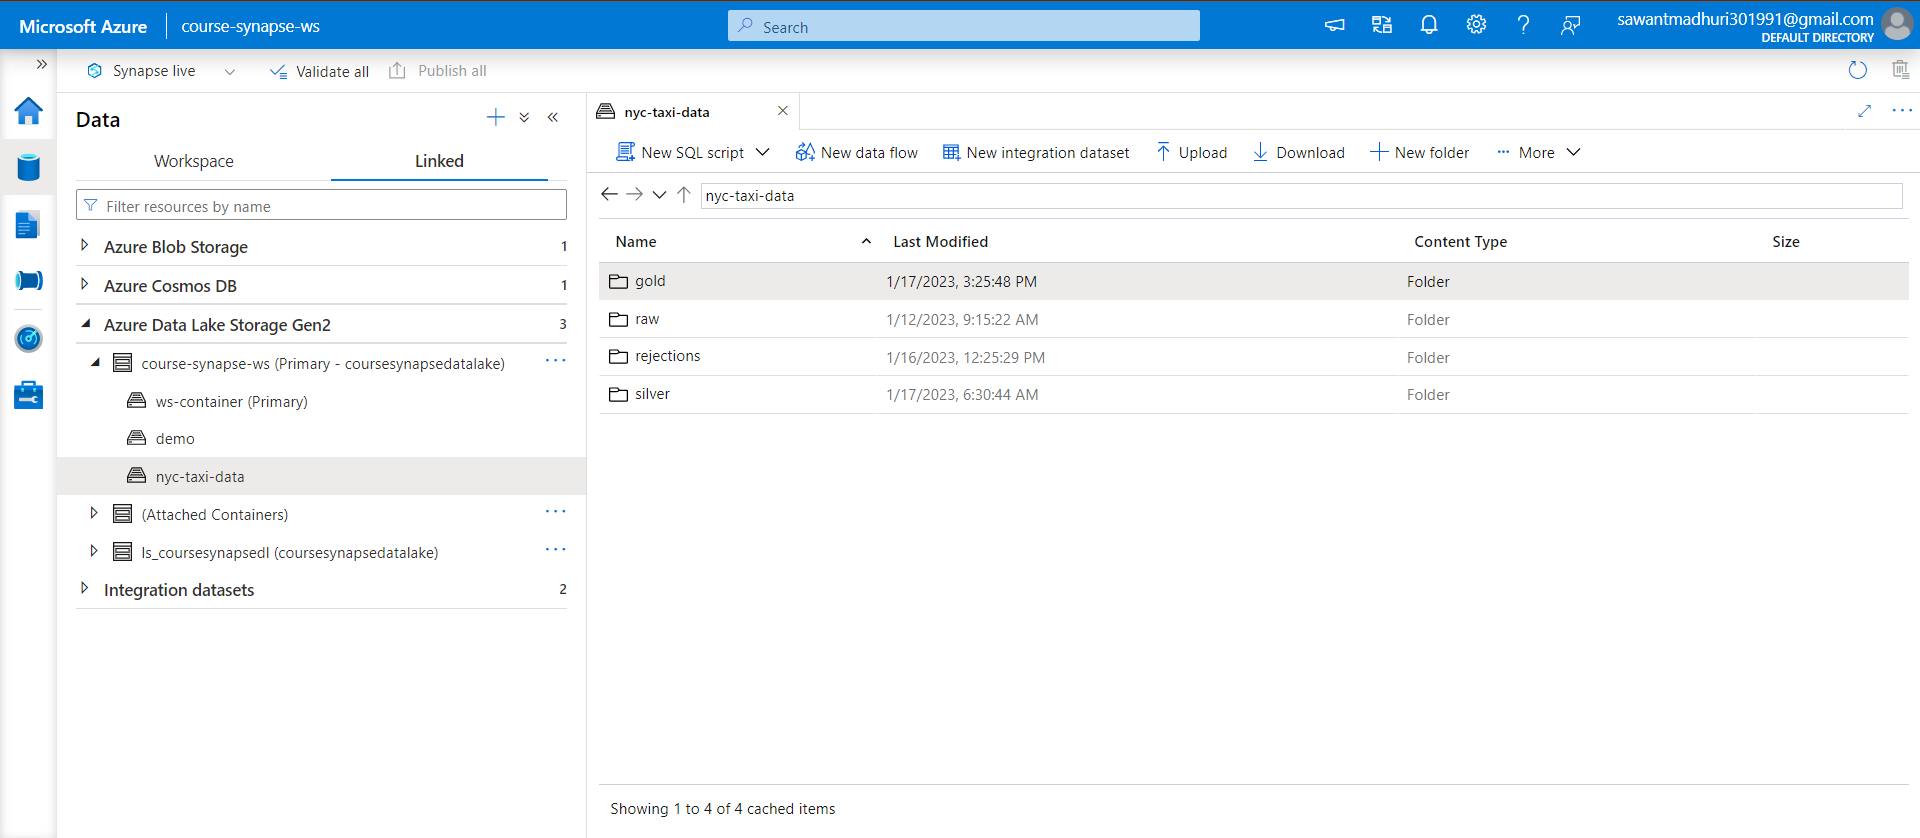 Microsoft Azure course-synapse-ws Search sawantmadhuri301991@gmail.com
DEFAULT DIRECTORY
Synapse live Validate all Publish all
Data
Workspace Linked
Filter resources by name
Azure Blob Storage 1
Azure Cosmos DB 1
Azure Data Lake Storage Gen2 3
course-synapse-ws (Primary - coursesynapsedatalake)
ws-container (Primary)
demo
nyc-taxi-data
(Attached Containers)
ls_coursesynapsedl (coursesynapsedatalake)
Integration datasets 2
nyc-taxi-data
New SQL script New data flow New integration dataset Upload Download New folder More
nyc-taxi-data
Name Last Modified Content Type Size
gold 1/17/2023, 3:25:48 PM Folder
raw 1/12/2023, 9:15:22 AM Folder
rejections 1/16/2023, 12:25:29 PM Folder
silver 1/17/2023, 6:30:44 AM Folder
Showing 1 to 4 of 4 cached items